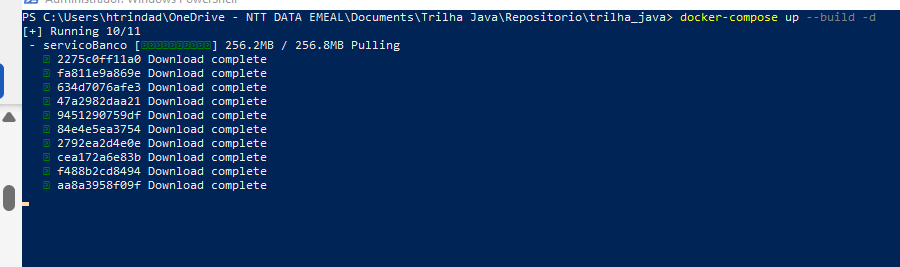 Administrador: Windows PowerShell
PS C:\Users\htrindad\OneDrive - NTT DATA EMEAL\Documents\Trilha Java\Repositorio\trilha_java> docker-compose up --build -d
[+] Running 10/11
- servicoBanco [] 256.2MB / 256.8MB Pulling
2275c0ff11a0 Download complete
fa811e9a869e Download complete
634d7076afe3 Download complete
47a2982daa21 Download complete
9451290759df Download complete
84e4e5ea3754 Download complete
2792ea2d4e0e Download complete
cea172a6e83b Download complete
f488b2cd8494 Download complete
aa8a3958f09f Download complete